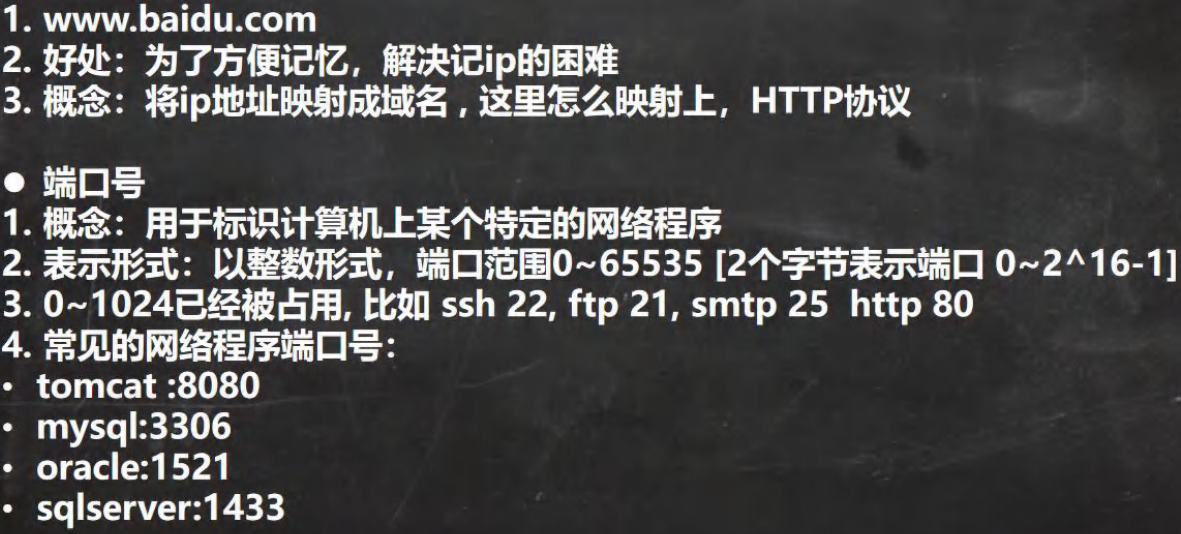 1. www.baidu.com
2. 好处：为了方便记忆，解决记ip的困难
3. 概念：将ip地址映射成域名 , 这里怎么映射上，HTTP协议
● 端口号
1. 概念：用于标识计算机上某个特定的网络程序
2. 表示形式：以整数形式，端口范围0~65535 [2个字节表示端口 0~2^16-1]
3. 0~1024已经被占用, 比如 ssh 22, ftp 21, smtp 25  http 80
4. 常见的网络程序端口号：
• tomcat :8080
• mysql:3306
• oracle:1521
• sqlserver:1433